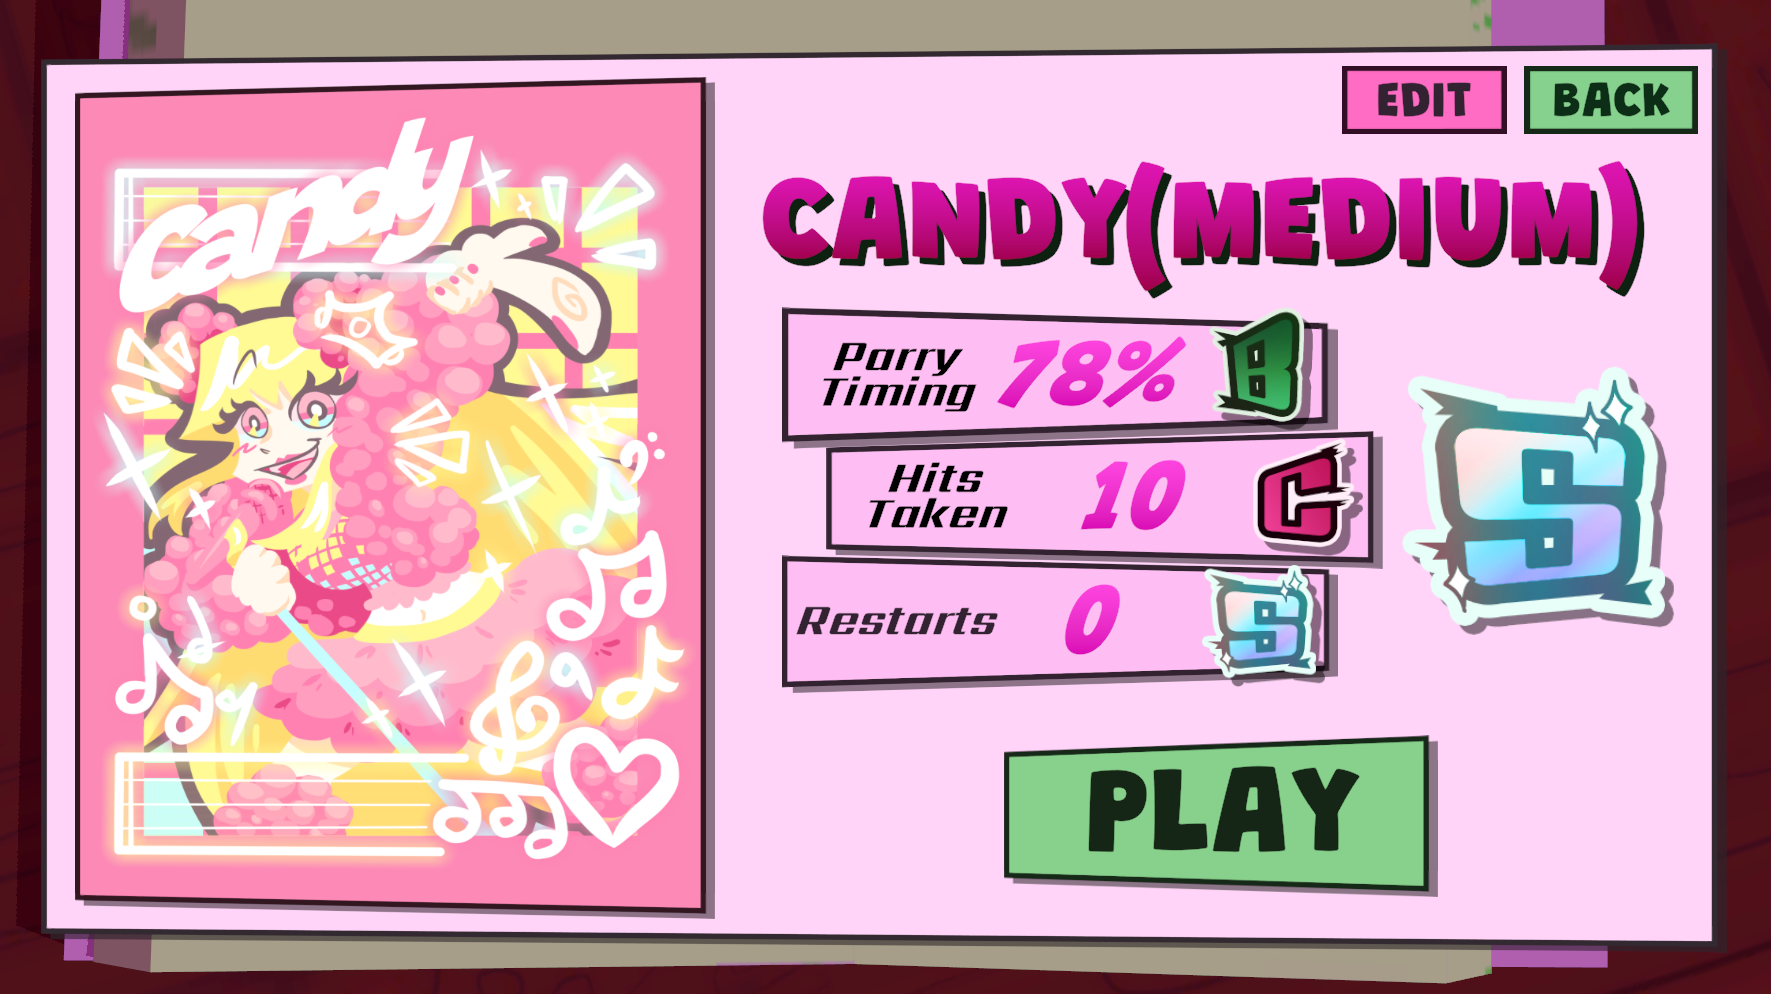 EDIT
BACK
candy
CANDY(MEDIUM)
Parry
Timing
78%
B
Hits
Taken
10
C
Restarts
0
S
S
PLAY